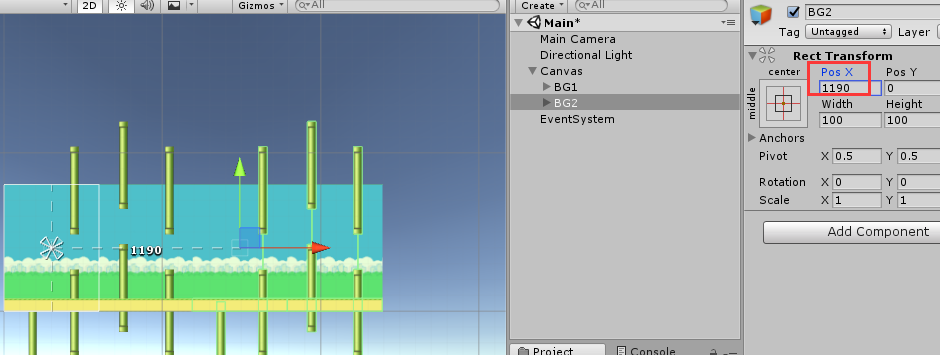 2D
Gizmos
All
1190
Create
All
Main*
Main Camera
Directional Light
Canvas
BG1
BG2
EventSystem
Project
Console
BG2
Tag Untagged Layer
Rect Transform
center
middle
Pos X Pos Y
1190 0
Width Height
100 100
Anchors
Pivot X 0.5 Y 0.5
Rotation X 0 Y 0
Scale X 1 Y 1
Add Component